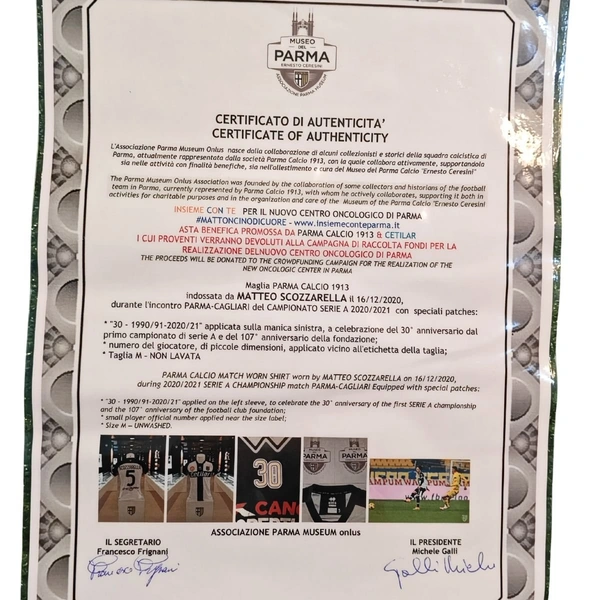 MUSEO
DEL
PARMA
ERNESTO CERESINI
ASSOCIAZIONE PARMA MUSEUM
CERTIFICATO DI AUTENTICITA'
CERTIFICATE OF AUTHENTICITY
L'Associazione Parma Museum Onlus nasce dalla collaborazione di alcuni collezionisti e storici della squadra calcistica di
Parma, attualmente rappresentata dalla società Parma Calcio 1913, con la quale collabora attivamente, supportandola
sia nelle attività con finalità benefiche, sia nell'allestimento e cura del Museo del Parma Calcio "Ernesto Ceresini"
The Parma Museum Onlus Association was founded by the collaboration of some collectors and historians of the football
team in Parma, currently represented by Parma Calcio 1913, with whom he actively collaborates, supporting it both in
activities for charitable purposes and in the organization and care of the "Museum of the Parma Calcio "Ernesto Ceresini"
INSIEME CON TE PER IL NUOVO CENTRO ONCOLOGICO DI PARMA
#MATTONCINODICUORE - www.insiemeconteparma.it
ASTA BENEFICA PROMOSSA DA PARMA CALCIO 1913 & CETILAR
I CUI PROVENTI VERRANNO DEVOLUTI ALLA CAMPAGNA DI RACCOLTA FONDI PER LA
REALIZZAZIONE DELNUOVO CENTRO ONCOLOGICO DI PARMA
THE PROCEEDS WILL BE DONATED TO THE CROWDFUNDING CAMPAIGN FOR THE REALIZATION OF THE
NEW ONCOLOGIC CENTER IN PARMA
Maglia PARMA CALCIO 1913
indossata da MATTEO SCOZZARELLA il 16/12/2020,
durante l'incontro PARMA-CAGLIARI del CAMPIONATO SERIE A 2020/2021 con speciali patches:
* "30 - 1990/91-2020/21" applicata sulla manica sinistra, a celebrazione del 30° anniversario dal
primo campionato di serie A e del 107° anniversario della fondazione;
* numero del giocatore, di piccole dimensioni, applicato vicino all'etichetta della taglia;
* Taglia M - NON LAVATA
PARMA CALCIO MATCH WORN SHIRT worn by MATTEO SCOZZARELLA on 16/12/2020,
during 2020/2021 SERIE A CHAMPIONSHIP match PARMA-CAGLIARI Equipped with special patches:
* "30 - 1990/91-2020/21" applied on the left sleeve, to celebrate the 30° anniversary of the first SERIE A championship
and the 107° anniversary of the football club foundation;
* small player official number applied near the size label;
* Size M - UNWASHED.
5
Cetilar
30
CAN
PARMA
PARMA
ASSOCIAZIONE PARMA MUSEUM onlus
IL SEGRETARIO
Francesco Frignani
IL PRESIDENTE
Michele Galli